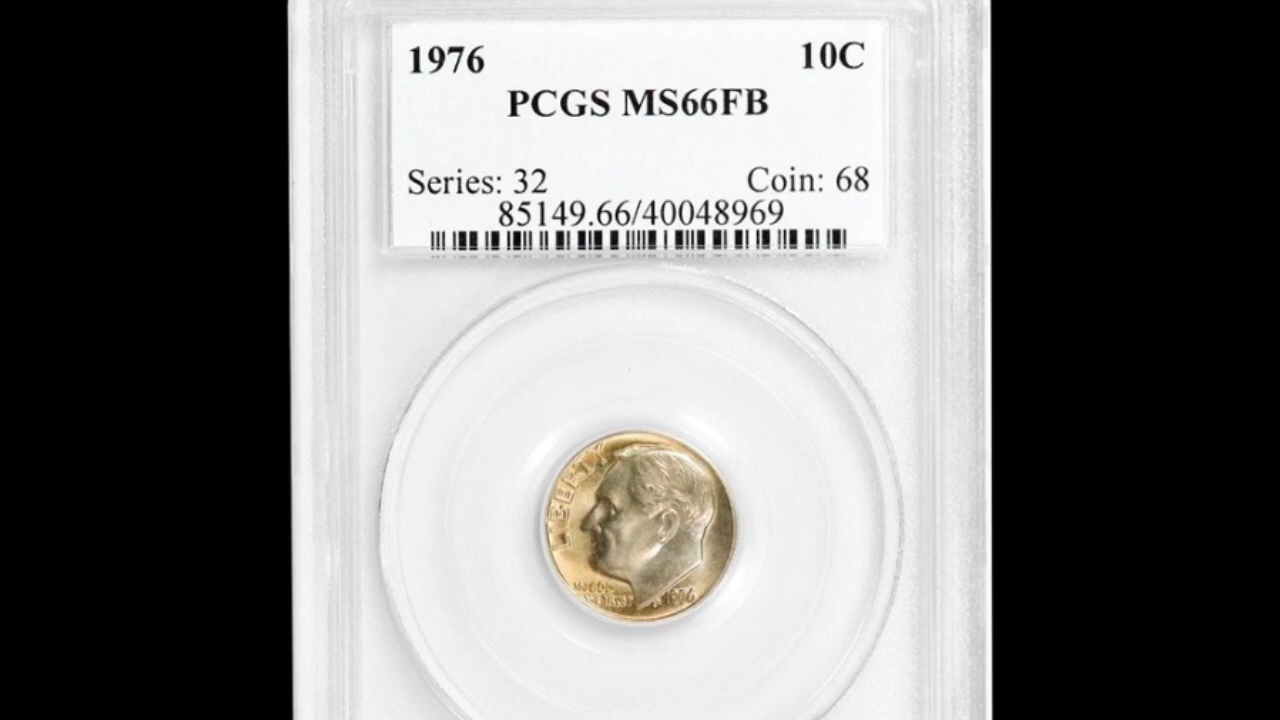 1976 10C
PCGS MS66FB
Series: 32 Coin: 68
85149.66/40048969
LIBERTY
IN GOD
WE TRUST
1976